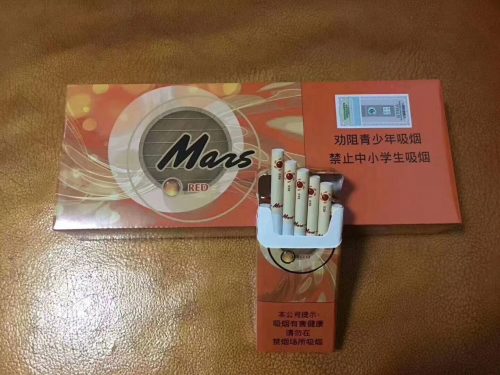 Mars
RED
劝阻青少年吸烟
禁止中小学生吸烟
Mars
本公司提示:
吸烟有害健康
请勿在
禁烟场所吸烟